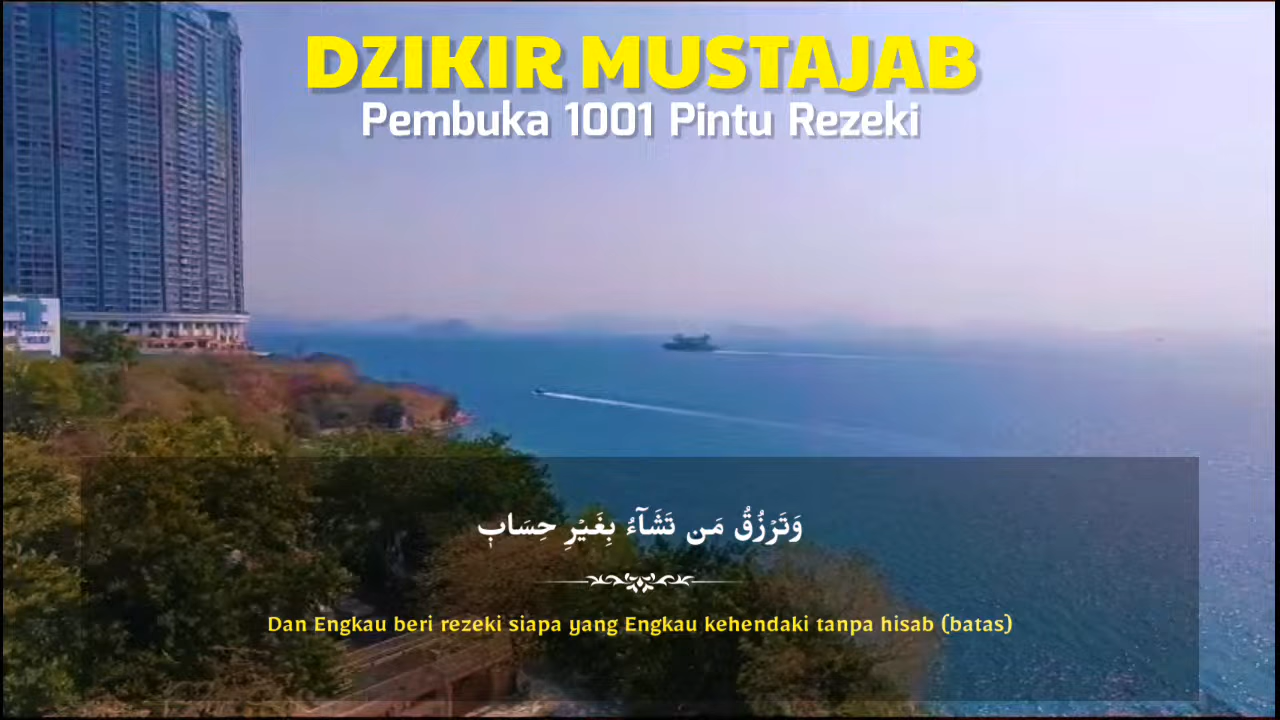 DZIKIR MUSTAJAB
Pembuka 1001 Pintu Rezeki
وَتَرْزُقُ مَن تَشَآءُ بِغَيْرِ حِسَابٍ
Dan Engkau beri rezeki siapa yang Engkau kehendaki tanpa hisab (batas)